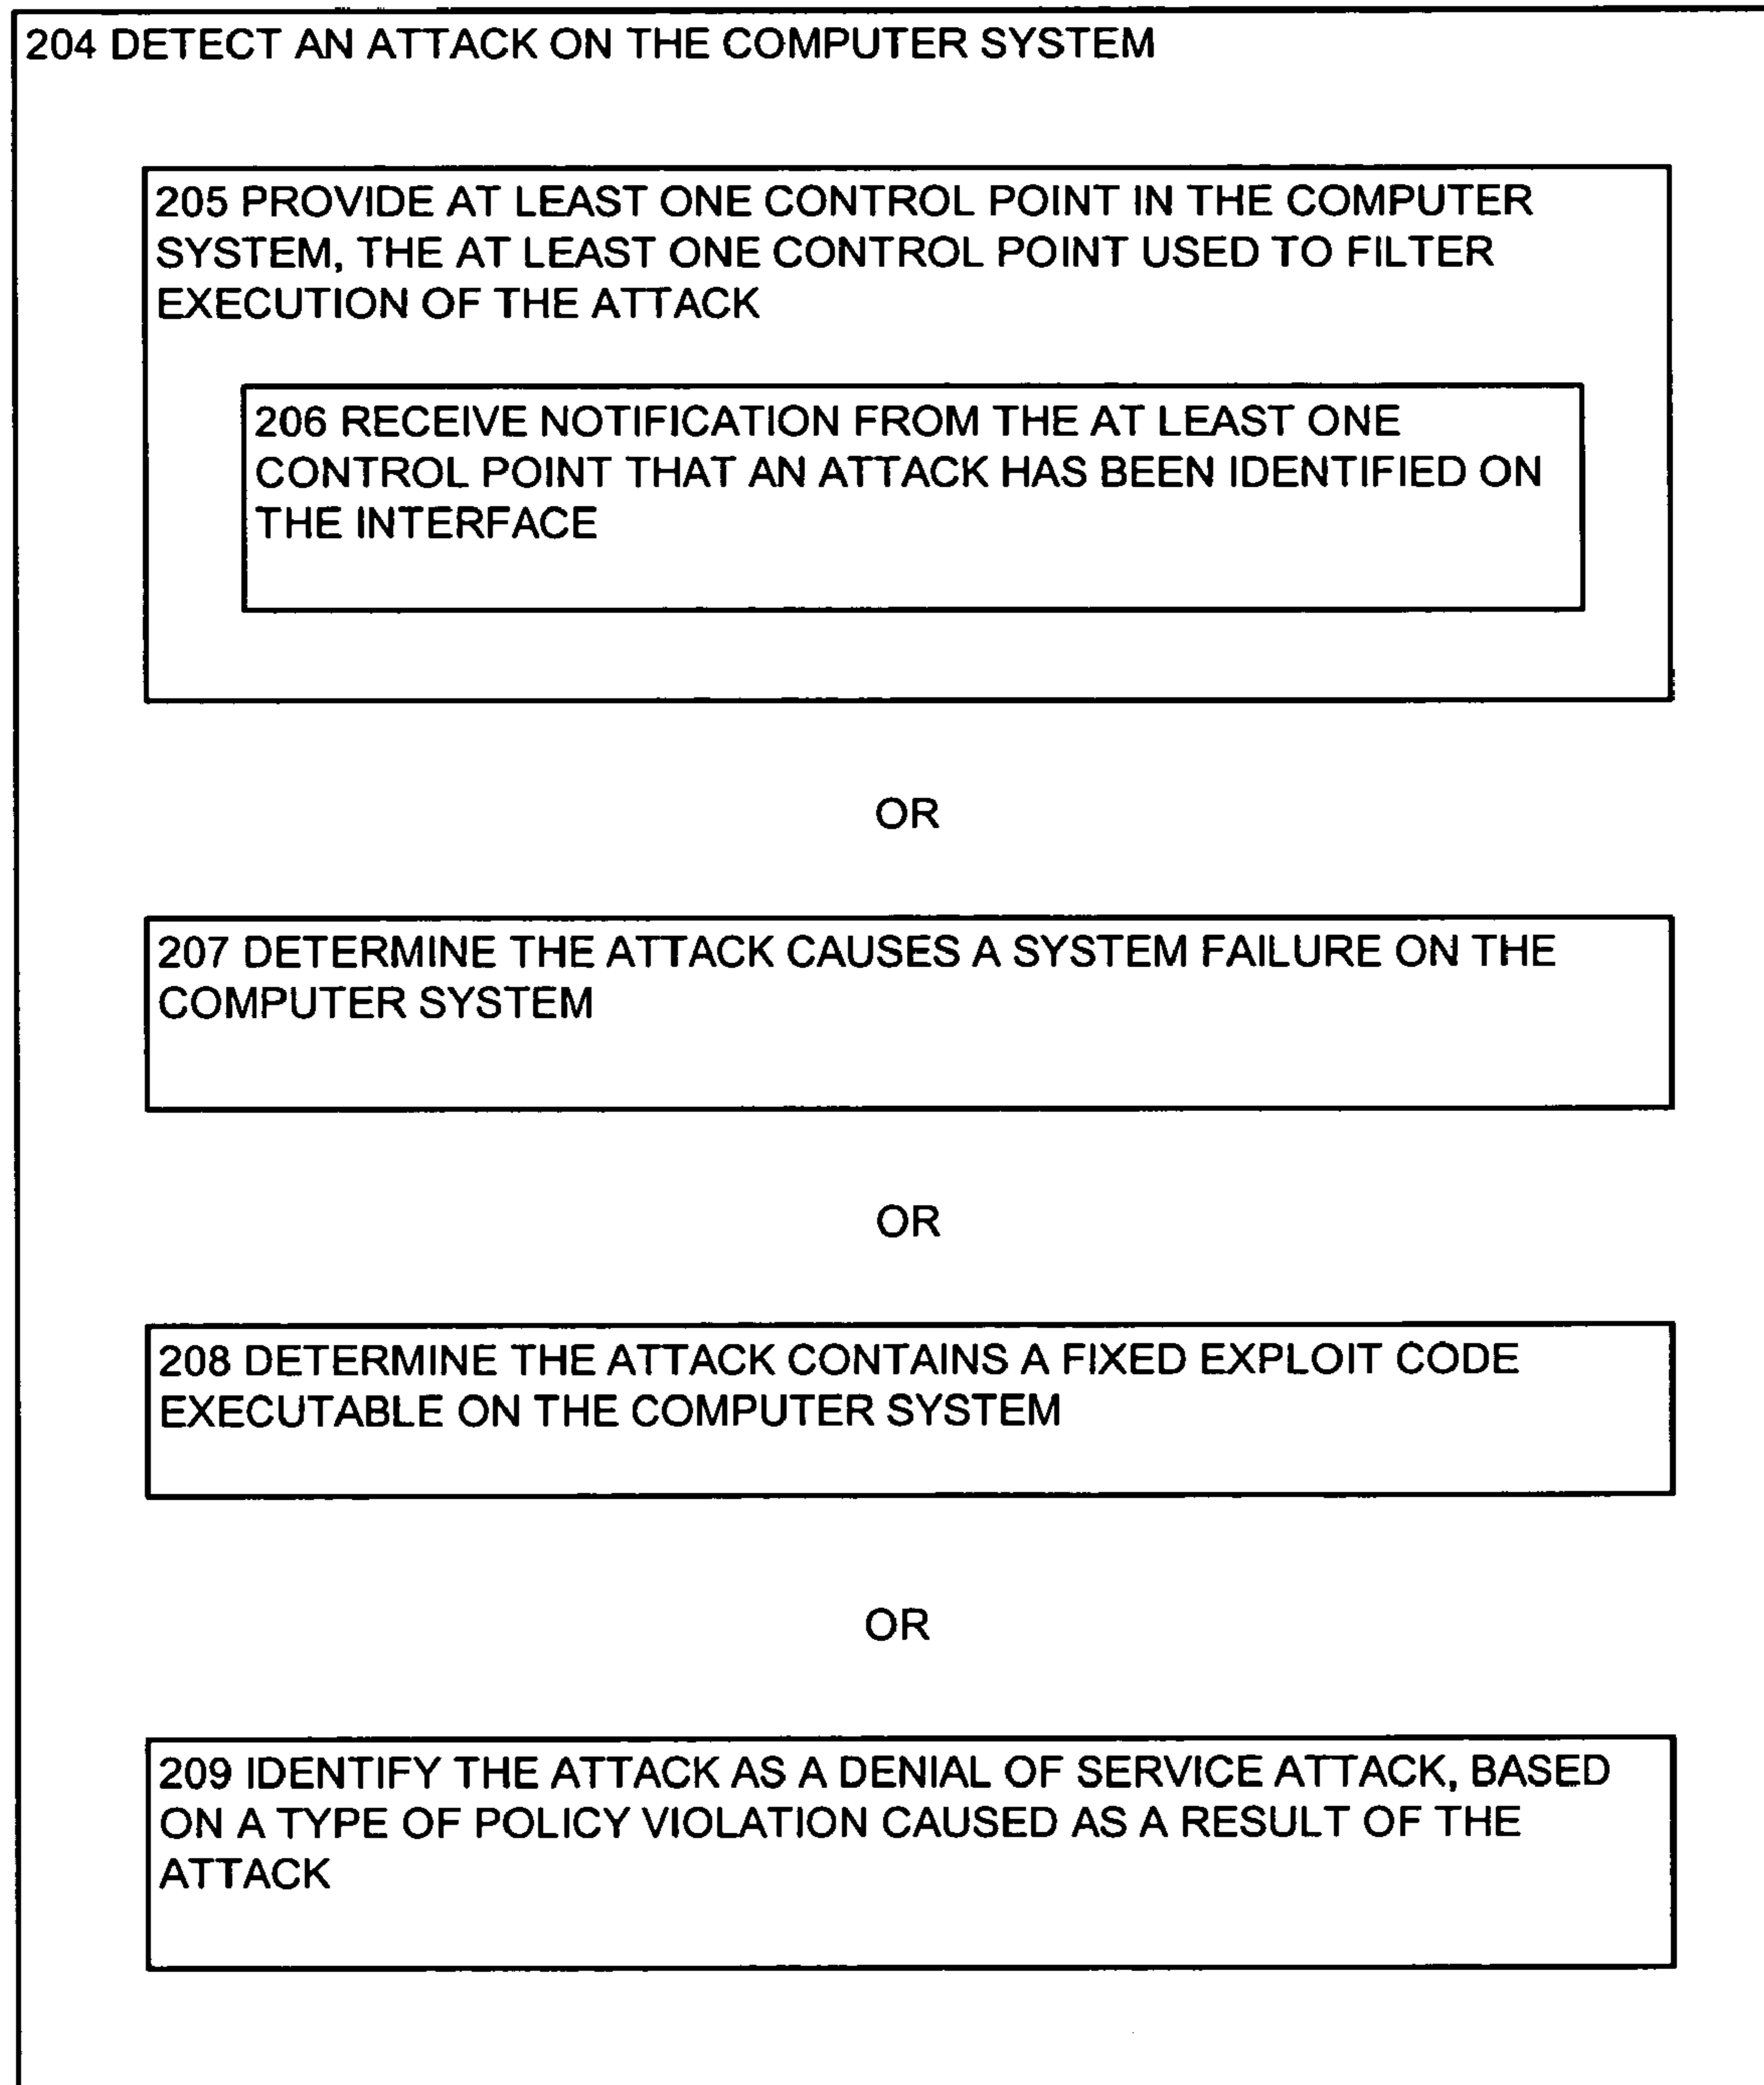 204 DETECT AN ATTACK ON THE COMPUTER SYSTEM
205 PROVIDE AT LEAST ONE CONTROL POINT IN THE COMPUTER
SYSTEM, THE AT LEAST ONE CONTROL POINT USED TO FILTER
EXECUTION OF THE ATTACK
206 RECEIVE NOTIFICATION FROM THE AT LEAST ONE
CONTROL POINT THAT AN ATTACK HAS BEEN IDENTIFIED ON
THE INTERFACE
OR
207 DETERMINE THE ATTACK CAUSES A SYSTEM FAILURE ON THE
COMPUTER SYSTEM
OR
208 DETERMINE THE ATTACK CONTAINS A FIXED EXPLOIT CODE
EXECUTABLE ON THE COMPUTER SYSTEM
OR
209 IDENTIFY THE ATTACK AS A DENIAL OF SERVICE ATTACK, BASED
ON A TYPE OF POLICY VIOLATION CAUSED AS A RESULT OF THE
ATTACK